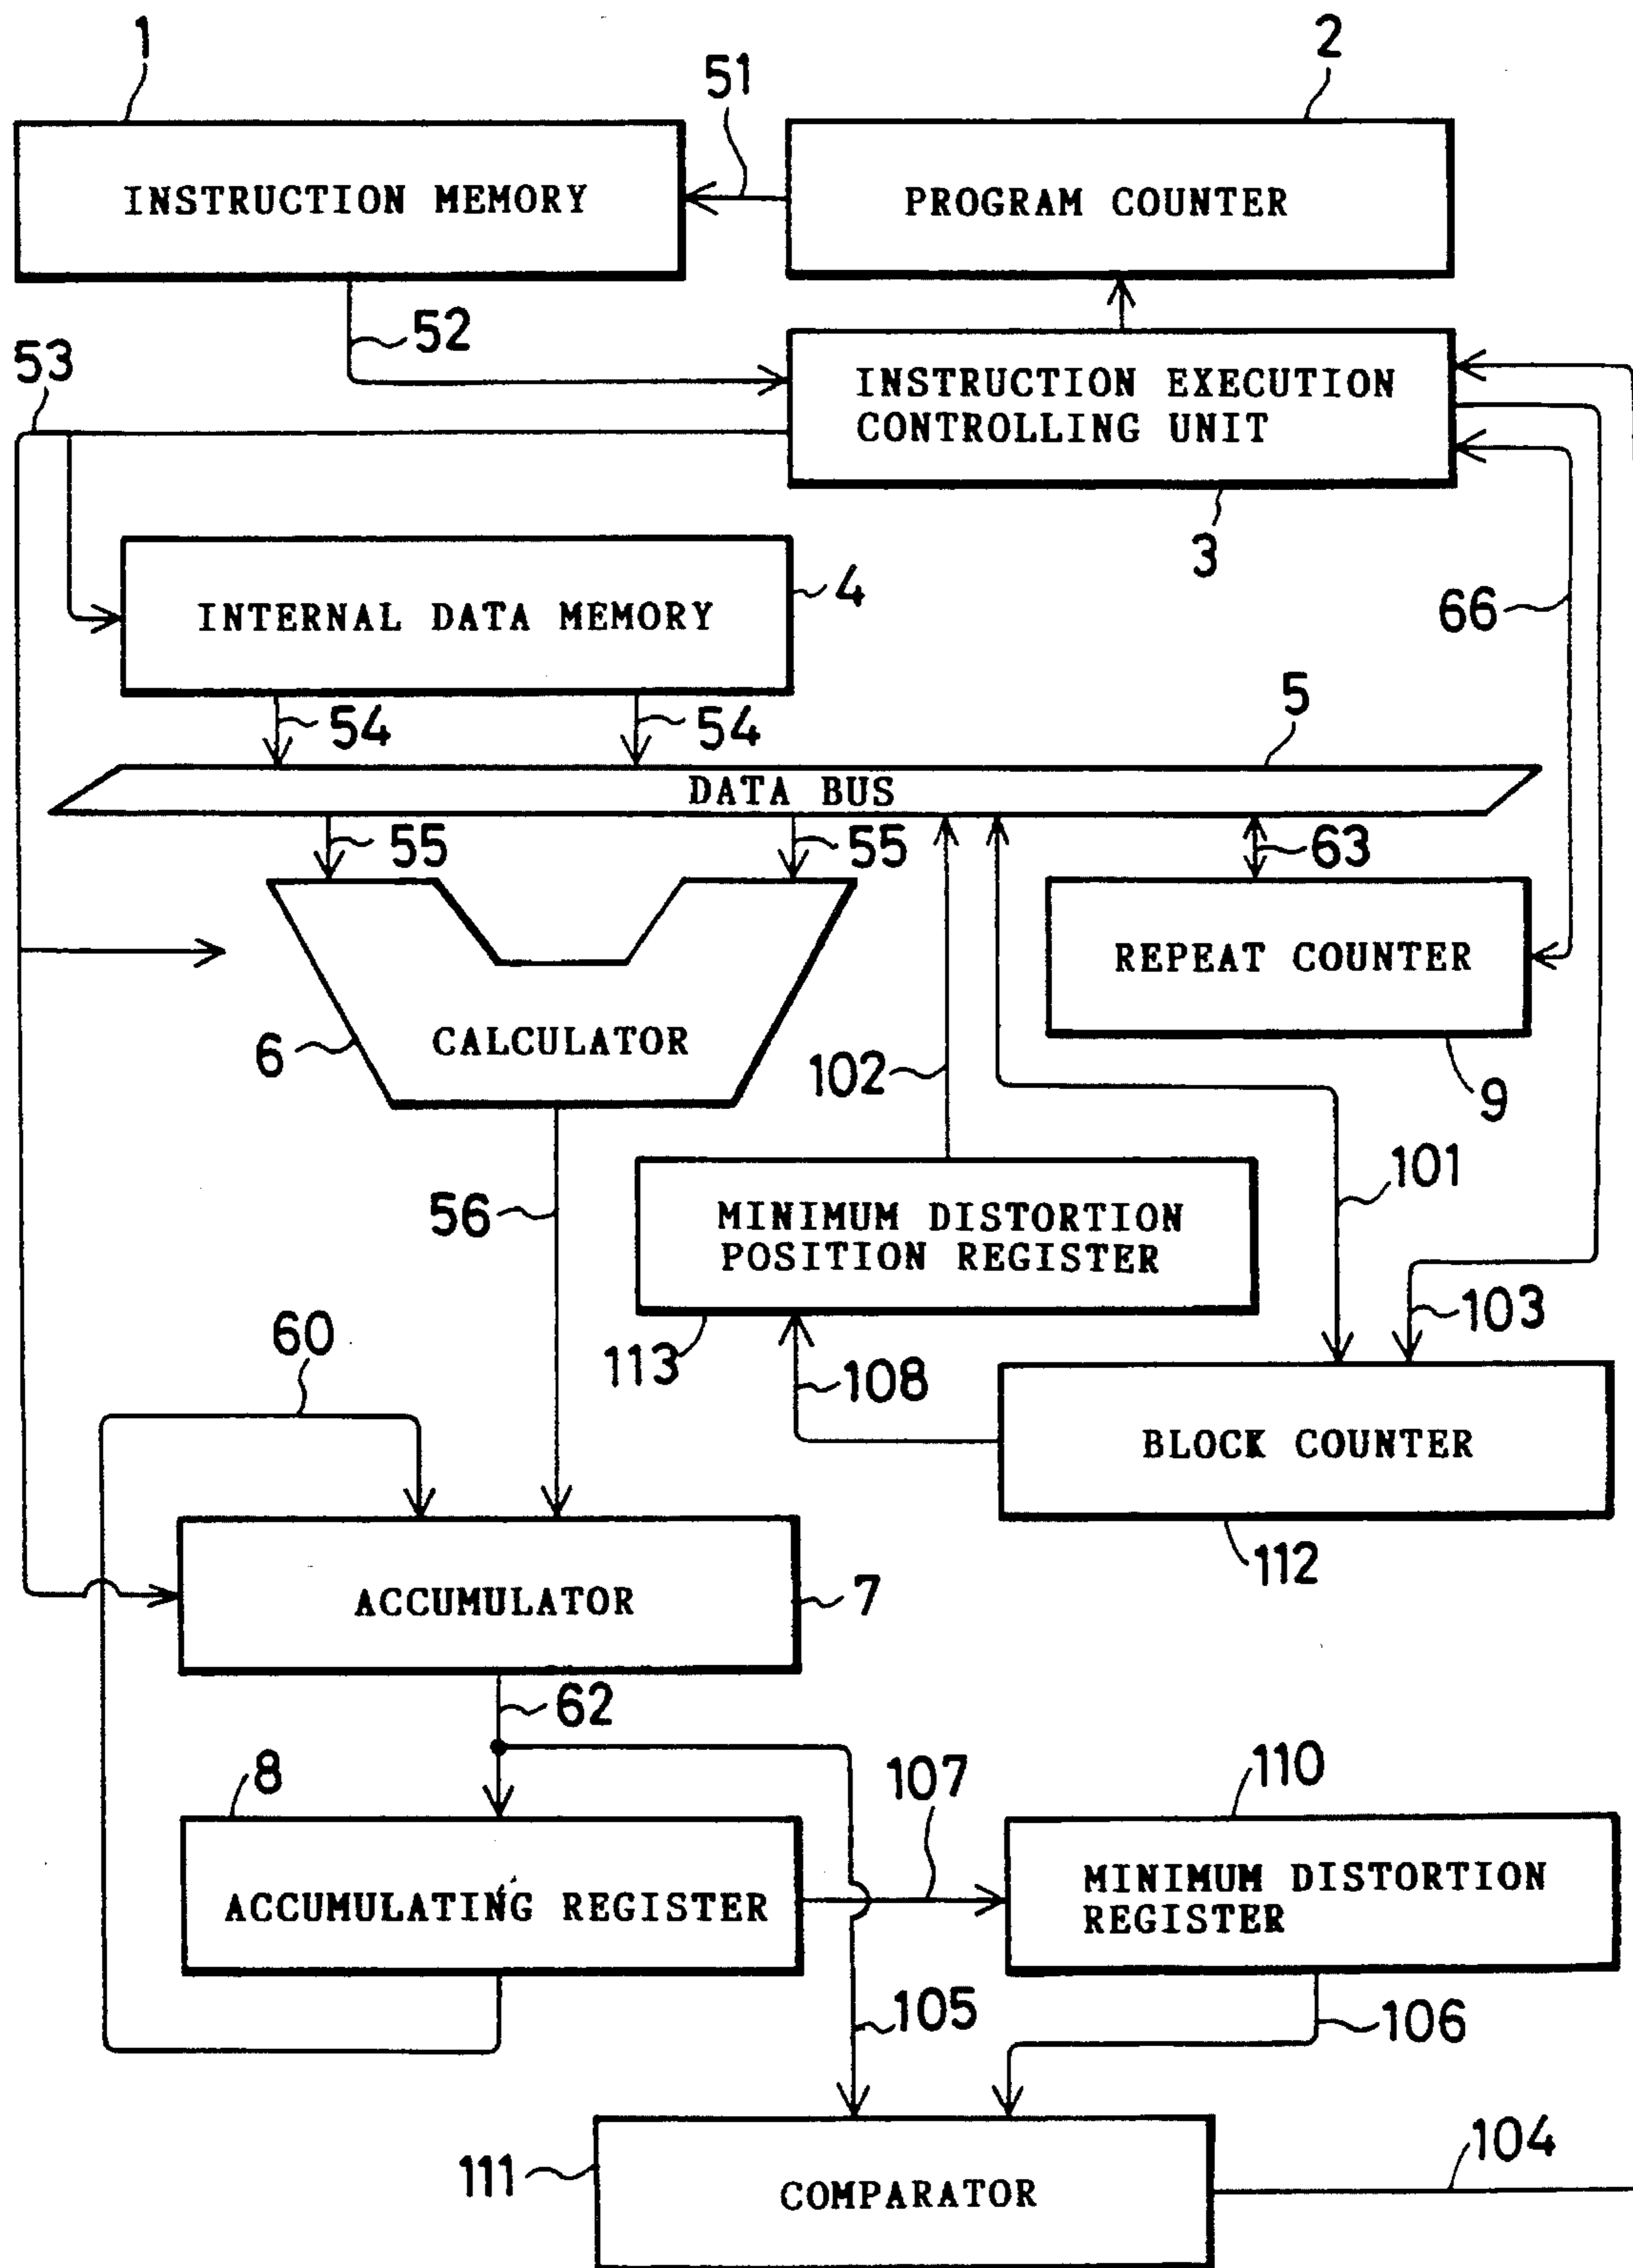 1
2
51
INSTRUCTION MEMORY
PROGRAM COUNTER
52
53
INSTRUCTION EXECUTION
CONTROLLING UNIT
3
4
INTERNAL DATA MEMORY
66
54
54
5
DATA BUS
55
55
63
REPEAT COUNTER
6
CALCULATOR
102
9
101
56
MINIMUM DISTORTION
POSITION REGISTER
103
60
113
108
BLOCK COUNTER
112
ACCUMULATOR
7
62
8
107
110
MINIMUM DISTORTION
REGISTER
ACCUMULATING REGISTER
105
106
104
111
COMPARATOR